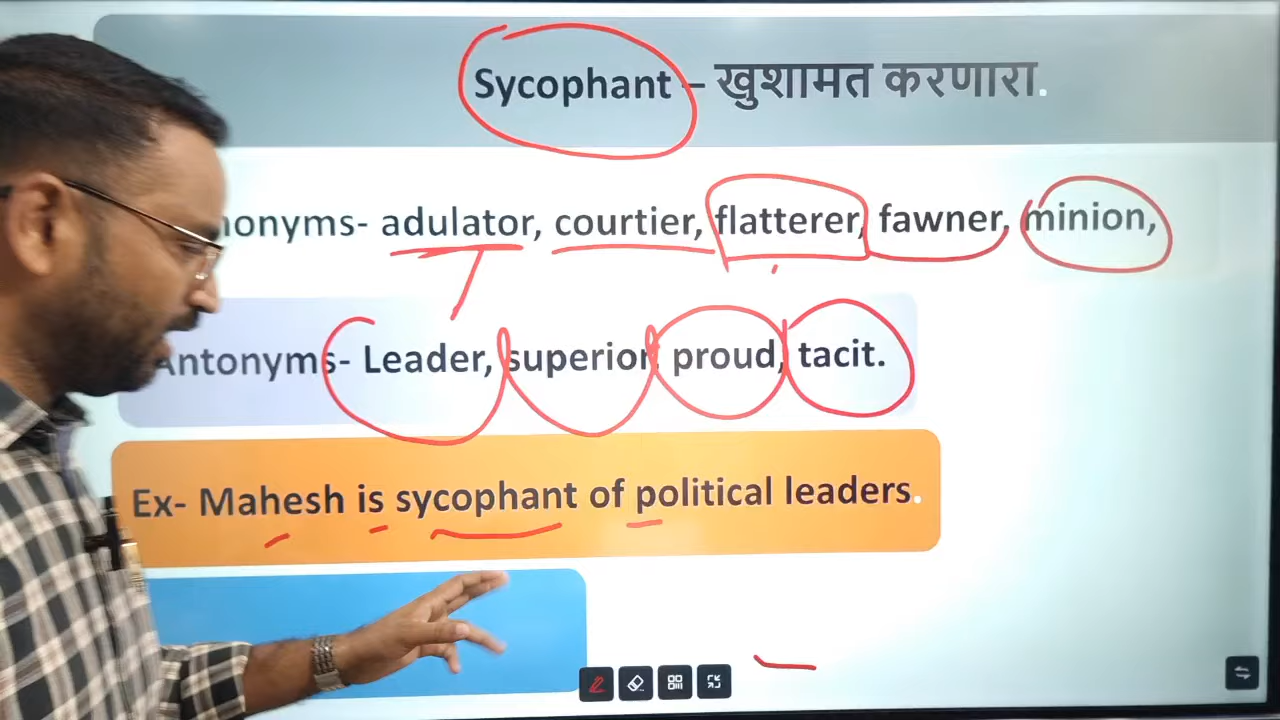 Sycophant – खुशामत करणारा.
nonyms- adulator, courtier, flatterer, fawner, minion,
Antonyms- Leader, superior, proud, tacit.
Ex- Mahesh is sycophant of political leaders.